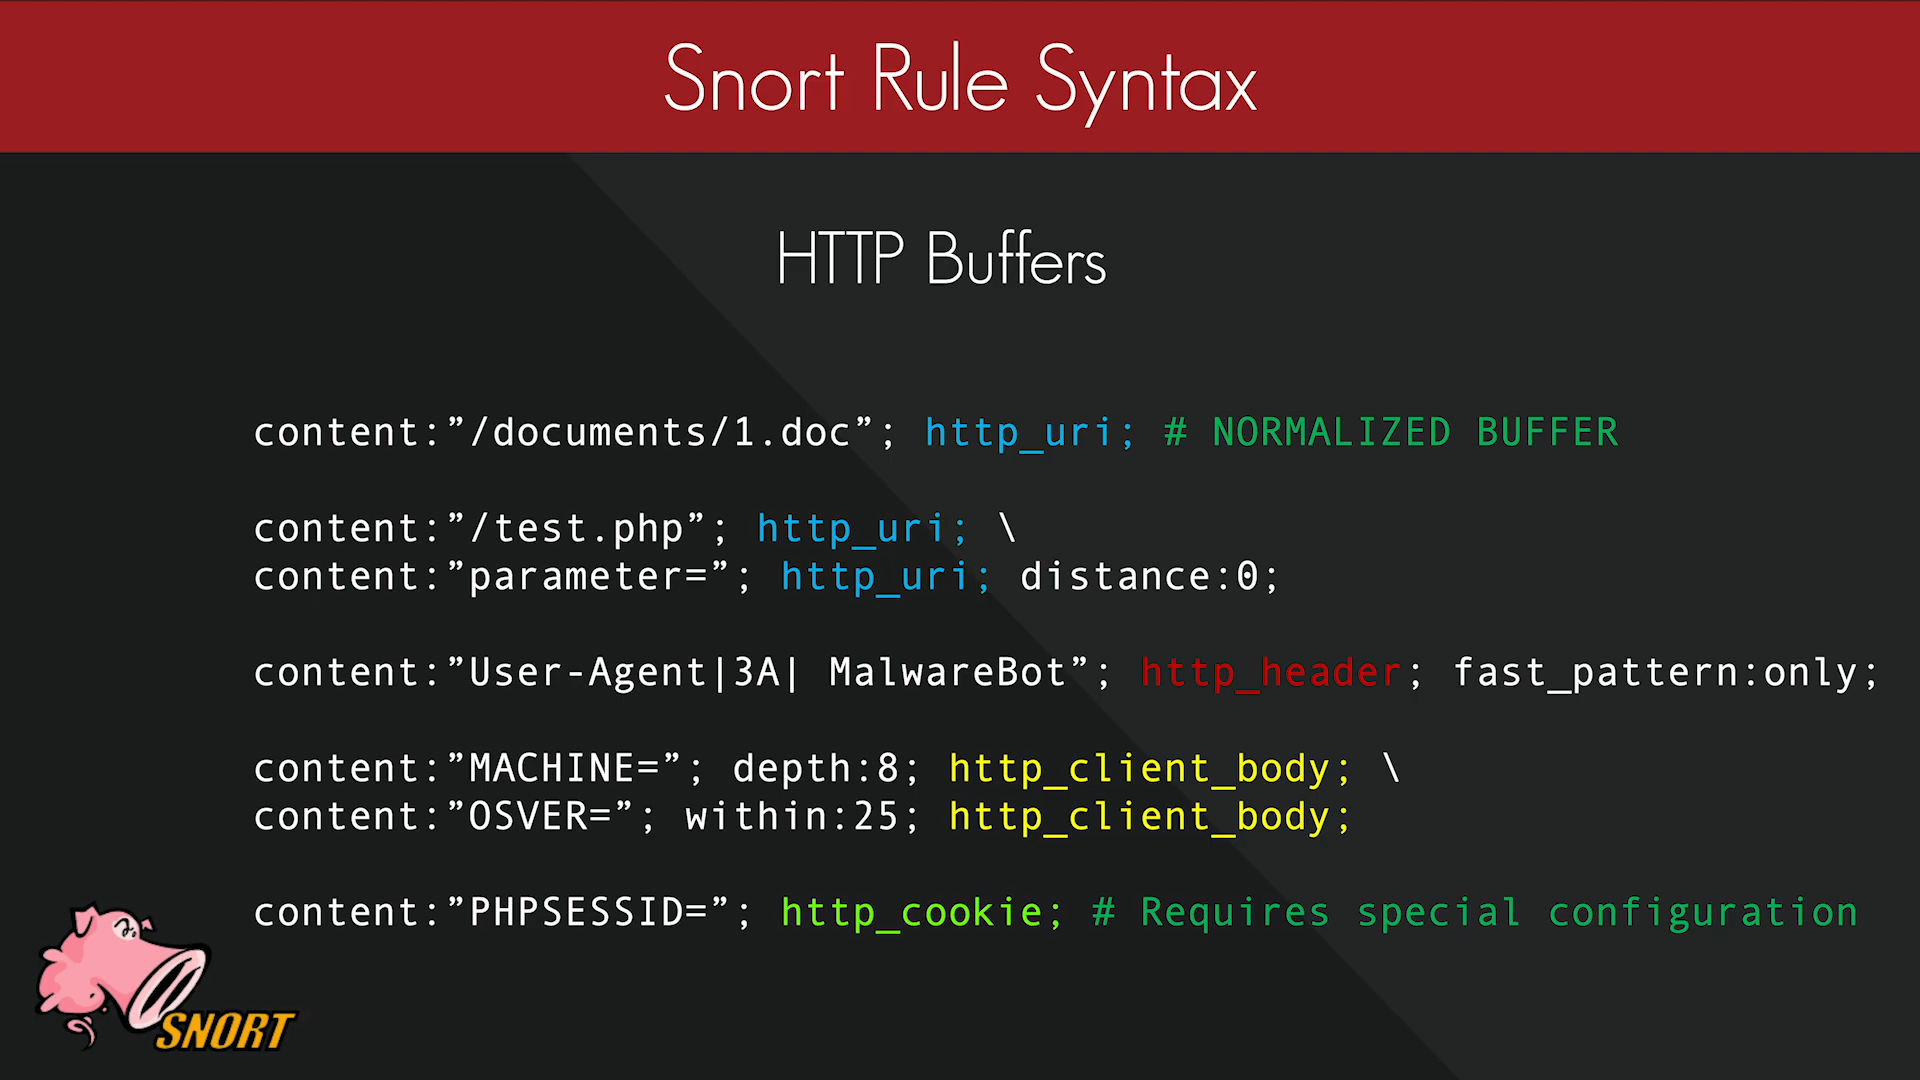 Snort Rule Syntax
HTTP Buffers
content:”/documents/1.doc”; http_uri; # NORMALIZED BUFFER
content:”/test.php”; http_uri; \
content:”parameter=”; http_uri; distance:0;
content:”User-Agent|3A| MalwareBot”; http_header; fast_pattern:only;
content:”MACHINE=”; depth:8; http_client_body; \
content:”OSVER=”; within:25; http_client_body;
content:”PHPSESSID=”; http_cookie; # Requires special configuration
SNORT